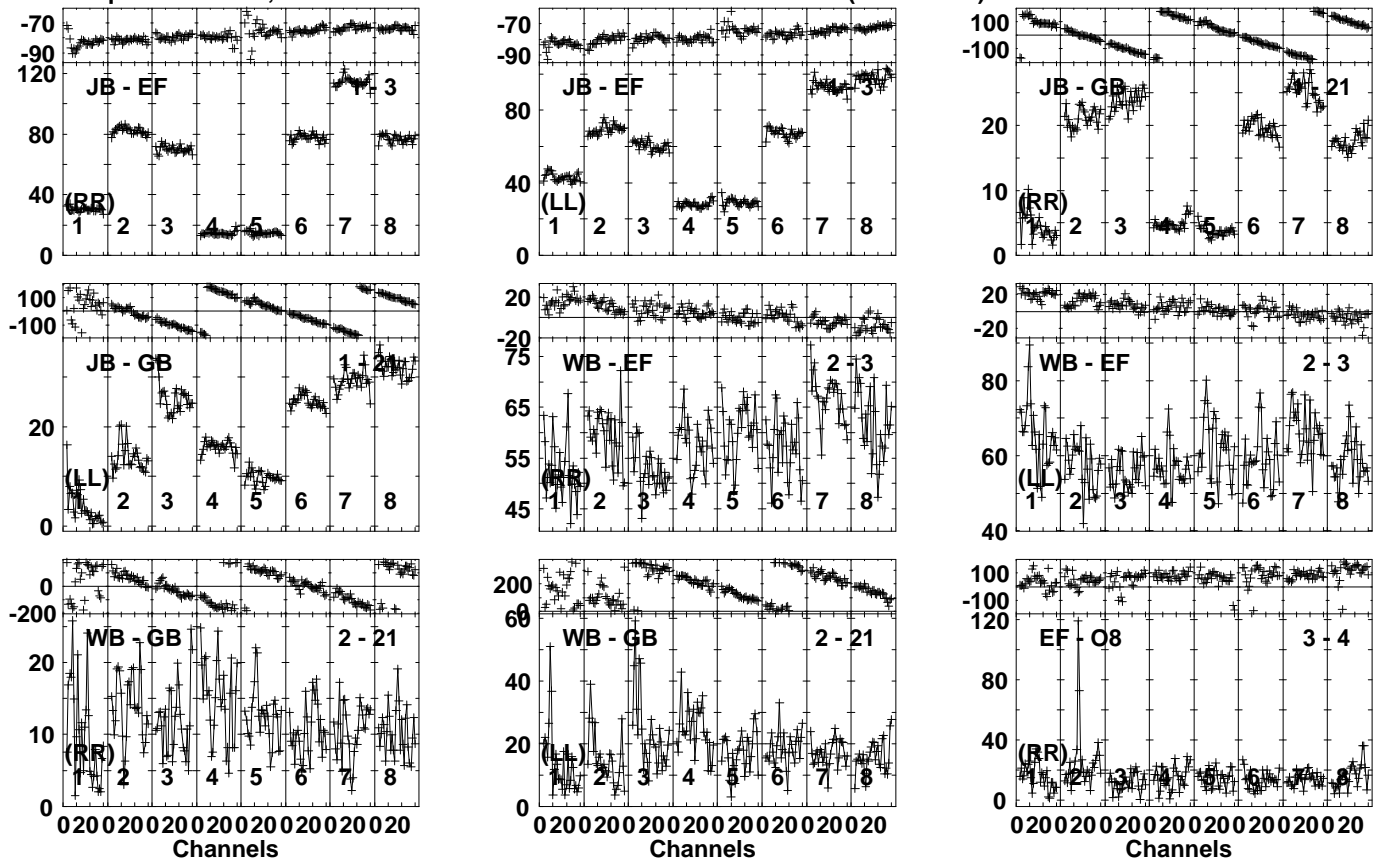 -70 -70 100
-90 -90 -100
120 JB - EF 1 - 3
80
40
(RR)
1 2 3 4 5 6 7 8
0
JB - EF 1 - 3
80
40
(LL)
1 2 3 4 5 6 7 8
0
JB - GB 1 - 21
20
10
(RR)
1 2 3 4 5 6 7 8
0
100 20 20
-100 -20 -20
JB - GB 1 - 21
20
(LL)
1 2 3 4 5 6 7 8
0
75 WB - EF 2 - 3
65
55
(RR)
1 2 3 4 5 6 7 8
45
WB - EF 2 - 3
80
60
(LL)
1 2 3 4 5 6 7 8
40
0 200 100
-200 0 -100
WB - GB 2 - 21
20
10
(RR)
1 2 3 4 5 6 7 8
0
60 WB - GB 2 - 21
40
20
(LL)
1 2 3 4 5 6 7 8
0
120 EF - O8 3 - 4
80
40
(RR)
1 2 3 4 5 6 7 8
0
0 20 0 20 0 20 0 20 0 20 0 20 0 20 0 20
Channels
0 20 0 20 0 20 0 20 0 20 0 20 0 20 0 20
Channels
0 20 0 20 0 20 0 20 0 20 0 20 0 20 0 20
Channels